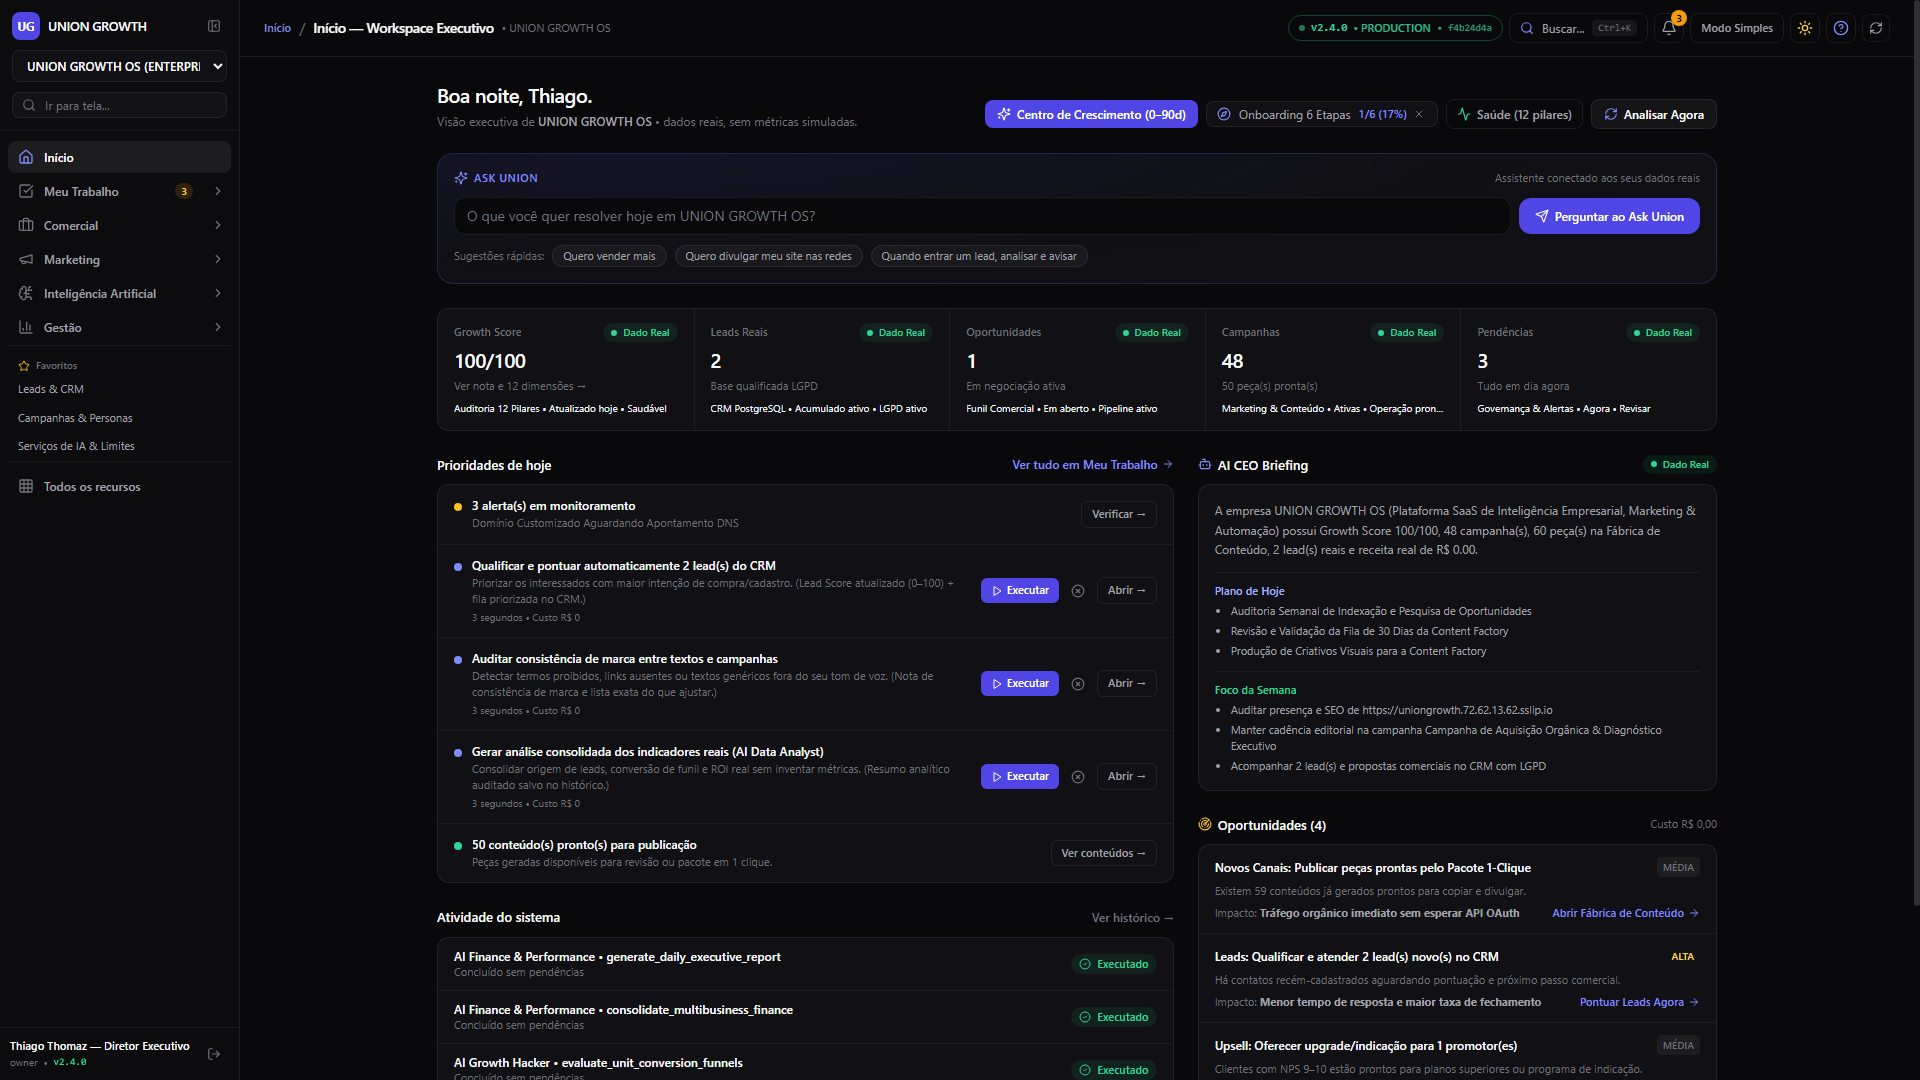 UG UNION GROWTH
UNION GROWTH OS (ENTERPRI
Ir para tela...
Início
Meu Trabalho 3
Comercial
Marketing
Inteligência Artificial
Gestão
Favoritos
Leads & CRM
Campanhas & Personas
Serviços de IA & Limites
Todos os recursos
Thiago Thomaz — Diretor Executivo
owner • v2.4.0
Início / Início — Workspace Executivo • UNION GROWTH OS
v2.4.0 • PRODUCTION • f4b24d4a
Buscar... Ctrl+K
3
Modo Simples
Boa noite, Thiago.
Visão executiva de UNION GROWTH OS • dados reais, sem métricas simuladas.
Centro de Crescimento (0–90d)
Onboarding 6 Etapas 1/6 (17%) ×
Saúde (12 pilares)
Analisar Agora
ASK UNION
Assistente conectado aos seus dados reais
O que você quer resolver hoje em UNION GROWTH OS?
Perguntar ao Ask Union
Sugestões rápidas: Quero vender mais Quero divulgar meu site nas redes Quando entrar um lead, analisar e avisar
Growth Score Dado Real
100/100
Ver nota e 12 dimensões →
Auditoria 12 Pilares • Atualizado hoje • Saudável
Leads Reais Dado Real
2
Base qualificada LGPD
CRM PostgreSQL • Acumulado ativo • LGPD ativo
Oportunidades Dado Real
1
Em negociação ativa
Funil Comercial • Em aberto • Pipeline ativo
Campanhas Dado Real
48
50 peça(s) pronta(s)
Marketing & Conteúdo • Ativas • Operação pron...
Pendências Dado Real
3
Tudo em dia agora
Governança & Alertas • Agora • Revisar
Prioridades de hoje
Ver tudo em Meu Trabalho →
3 alerta(s) em monitoramento
Domínio Customizado Aguardando Apontamento DNS
Verificar →
Qualificar e pontuar automaticamente 2 lead(s) do CRM
Priorizar os interessados com maior intenção de compra/cadastro. (Lead Score atualizado (0–100) +
fila priorizada no CRM.)
3 segundos • Custo R$ 0
Executar
Abrir →
Auditar consistência de marca entre textos e campanhas
Detectar termos proibidos, links ausentes ou textos genéricos fora do seu tom de voz. (Nota de
consistência de marca e lista exata do que ajustar.)
3 segundos • Custo R$ 0
Executar
Abrir →
Gerar análise consolidada dos indicadores reais (AI Data Analyst)
Consolidar origem de leads, conversão de funil e ROI real sem inventar métricas. (Resumo analítico
auditado salvo no histórico.)
3 segundos • Custo R$ 0
Executar
Abrir →
50 conteúdo(s) pronto(s) para publicação
Peças geradas disponíveis para revisão ou pacote em 1 clique.
Ver conteúdos →
Atividade do sistema
Ver histórico →
AI Finance & Performance • generate_daily_executive_report
Concluído sem pendências
Executado
AI Finance & Performance • consolidate_multibusiness_finance
Concluído sem pendências
Executado
AI Growth Hacker • evaluate_unit_conversion_funnels
Concluído sem pendências
Executado
AI CEO Briefing
Dado Real
A empresa UNION GROWTH OS (Plataforma SaaS de Inteligência Empresarial, Marketing &
Automação) possui Growth Score 100/100, 48 campanha(s), 60 peça(s) na Fábrica de
Conteúdo, 2 lead(s) reais e receita real de R$ 0.00.
Plano de Hoje
• Auditoria Semanal de Indexação e Pesquisa de Oportunidades
• Revisão e Validação da Fila de 30 Dias da Content Factory
• Produção de Criativos Visuais para a Content Factory
Foco da Semana
• Auditar presença e SEO de https://uniongrowth.72.62.13.62.sslip.io
• Manter cadência editorial na campanha Campanha de Aquisição Orgânica & Diagnóstico
Executivo
• Acompanhar 2 lead(s) e propostas comerciais no CRM com LGPD
Oportunidades (4)
Custo R$ 0,00
Novos Canais: Publicar peças prontas pelo Pacote 1-Clique
MÉDIA
Existem 59 conteúdos já gerados prontos para copiar e divulgar.
Impacto: Tráfego orgânico imediato sem esperar API OAuth
Abrir Fábrica de Conteúdo →
Leads: Qualificar e atender 2 lead(s) novo(s) no CRM
ALTA
Há contatos recém-cadastrados aguardando pontuação e próximo passo comercial.
Impacto: Menor tempo de resposta e maior taxa de fechamento
Pontuar Leads Agora →
Upsell: Oferecer upgrade/indicação para 1 promotor(es)
MÉDIA
Clientes com NPS 9–10 estão prontos para planos superiores ou programa de indicação.